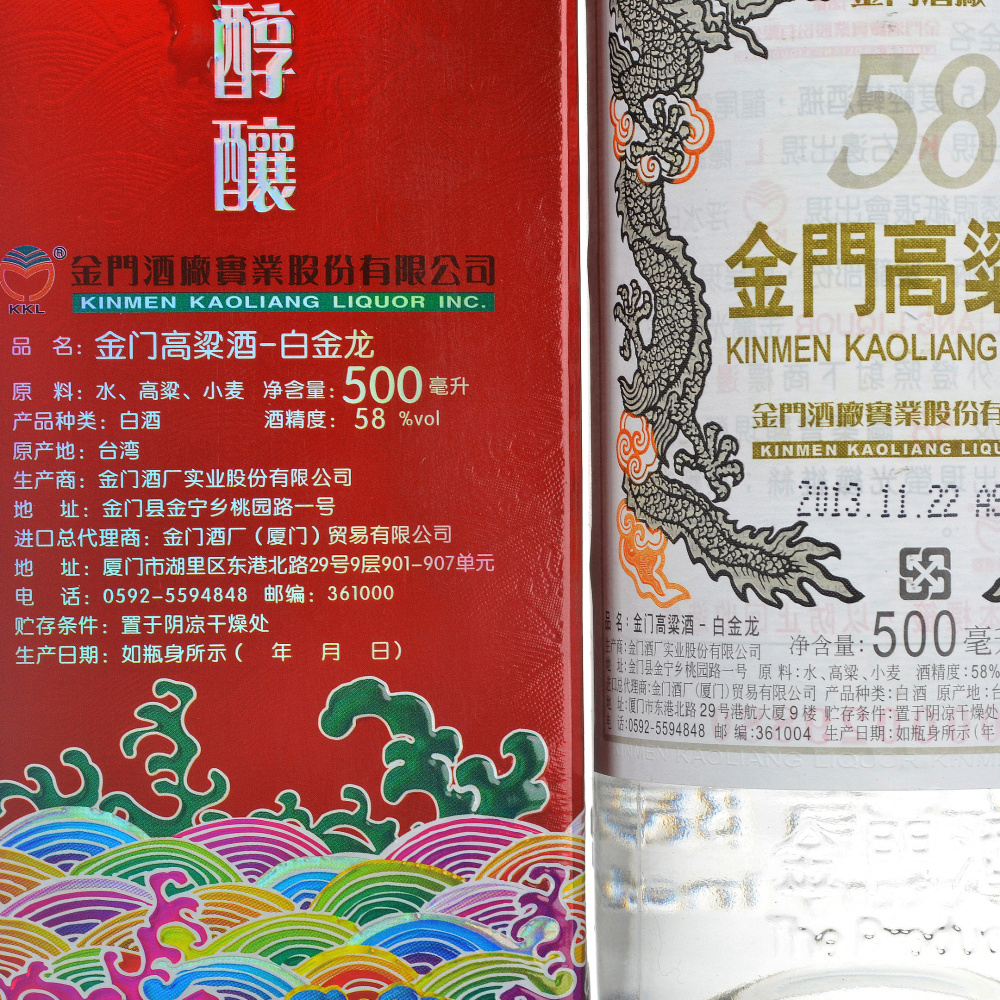 醇
釀
®
KKL
金門酒廠實業股份有限公司
KINMEN KAOLIANG LIQUOR INC.
品 名：金门高粱酒-白金龙
原 料：水、高粱、小麦 净含量：500毫升
产品种类：白酒 酒精度：58 %vol
原产地：台湾
生产商：金门酒厂实业股份有限公司
地 址：金门县金宁乡桃园路一号
进口总代理商：金门酒厂（厦门）贸易有限公司
地 址：厦门市湖里区东港北路29号9层901-907单元
电 话：0592-5594848 邮编：361000
贮存条件：置于阴凉干燥处
生产日期：如瓶身所示（ 年 月 日）
58
金門高粱
KINMEN KAOLIANG
金門酒廠實業股份有
KINMEN KAOLIANG LIQU
2013.11.22
品 名：金门高粱酒 - 白金龙
净含量：500毫
生产商：金门酒厂实业股份有限公司
地 址：金门县金宁乡桃园路一号 原 料：水、高粱、小麦 酒精度：58%
进口总代理商：金门酒厂（厦门）贸易有限公司 产品种类：白酒 原产地：台
地 址：厦门市东港北路29号港航大厦9楼 贮存条件：置于阴凉干燥处
电 话：0592-5594848 邮 编：361004 生产日期：如瓶身所示（年